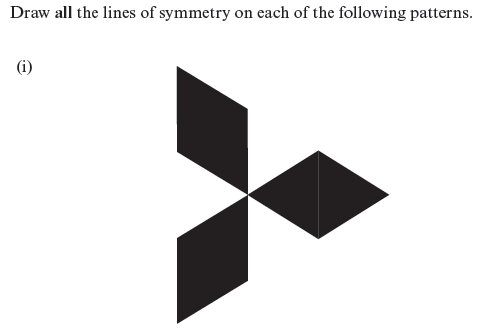 Draw all the lines of symmetry on each of the following patterns.
(i)